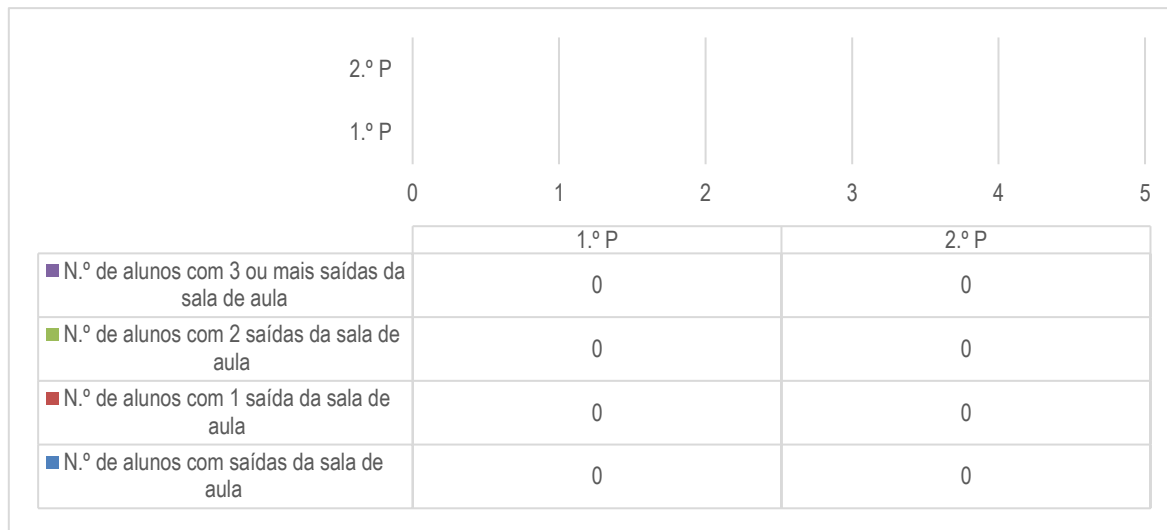 2.º P
1.º P
0 1 2 3 4 5
1.º P 2.º P
N.º de alunos com 3 ou mais saídas da
sala de aula
0 0
N.º de alunos com 2 saídas da sala de
aula
0 0
N.º de alunos com 1 saída da sala de
aula
0 0
N.º de alunos com saídas da sala de
aula
0 0